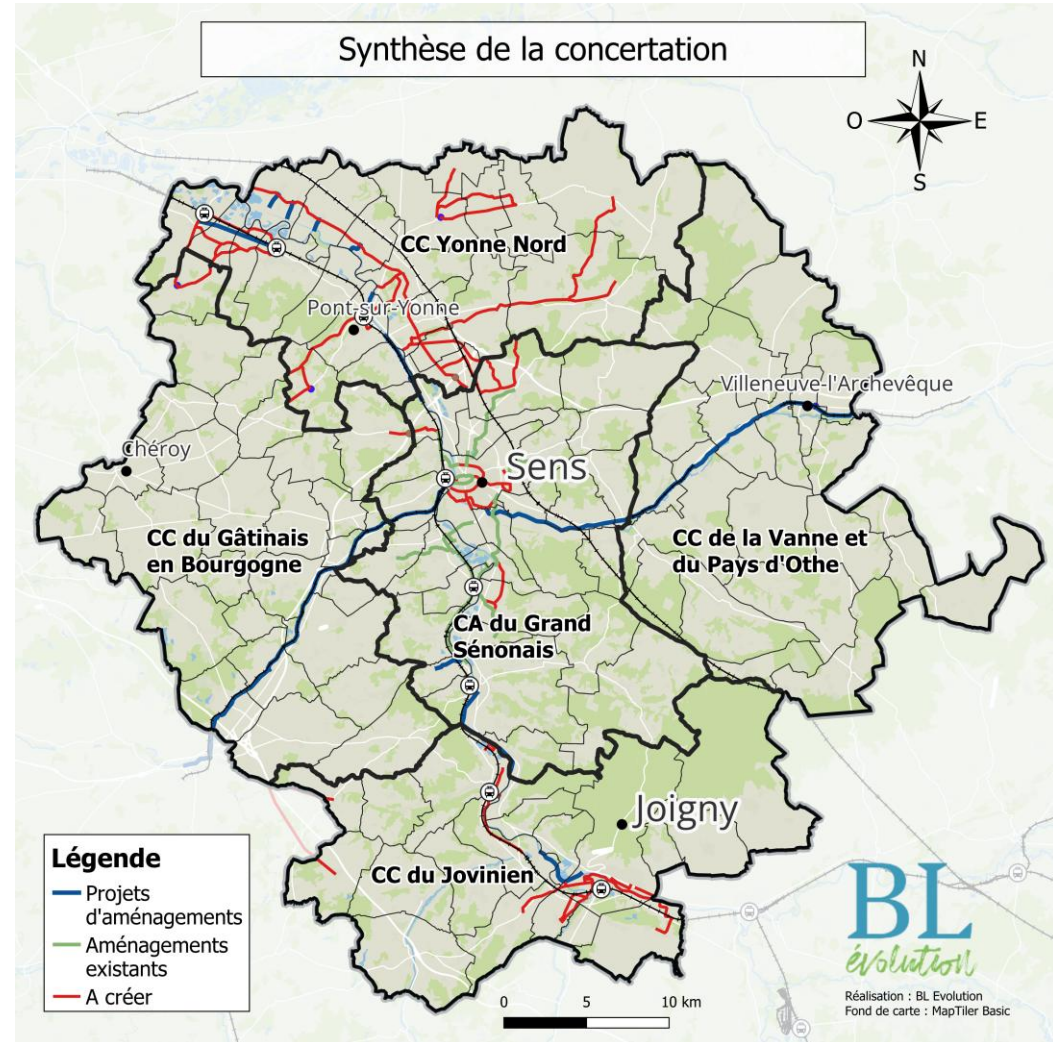 Synthèse de la concertation
N
O
E
S
CC Yonne Nord
Pont-sur-Yonne
Villeneuve-l'Archevêque
Chéroy
Sens
CC du Gâtinais
en Bourgogne
CC de la Vanne et
du Pays d'Othe
CA du Grand
Sénonais
Joigny
CC du Jovinien
Légende
Projets
d'aménagements
Aménagements
existants
A créer
0 5 10 km
BL
évolution
Réalisation : BL Evolution
Fond de carte : MapTiler Basic